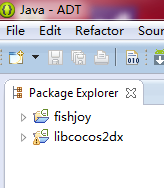 Java - ADT
File Edit Refactor Sour
Package Explorer
fishjoy
libcocos2dx